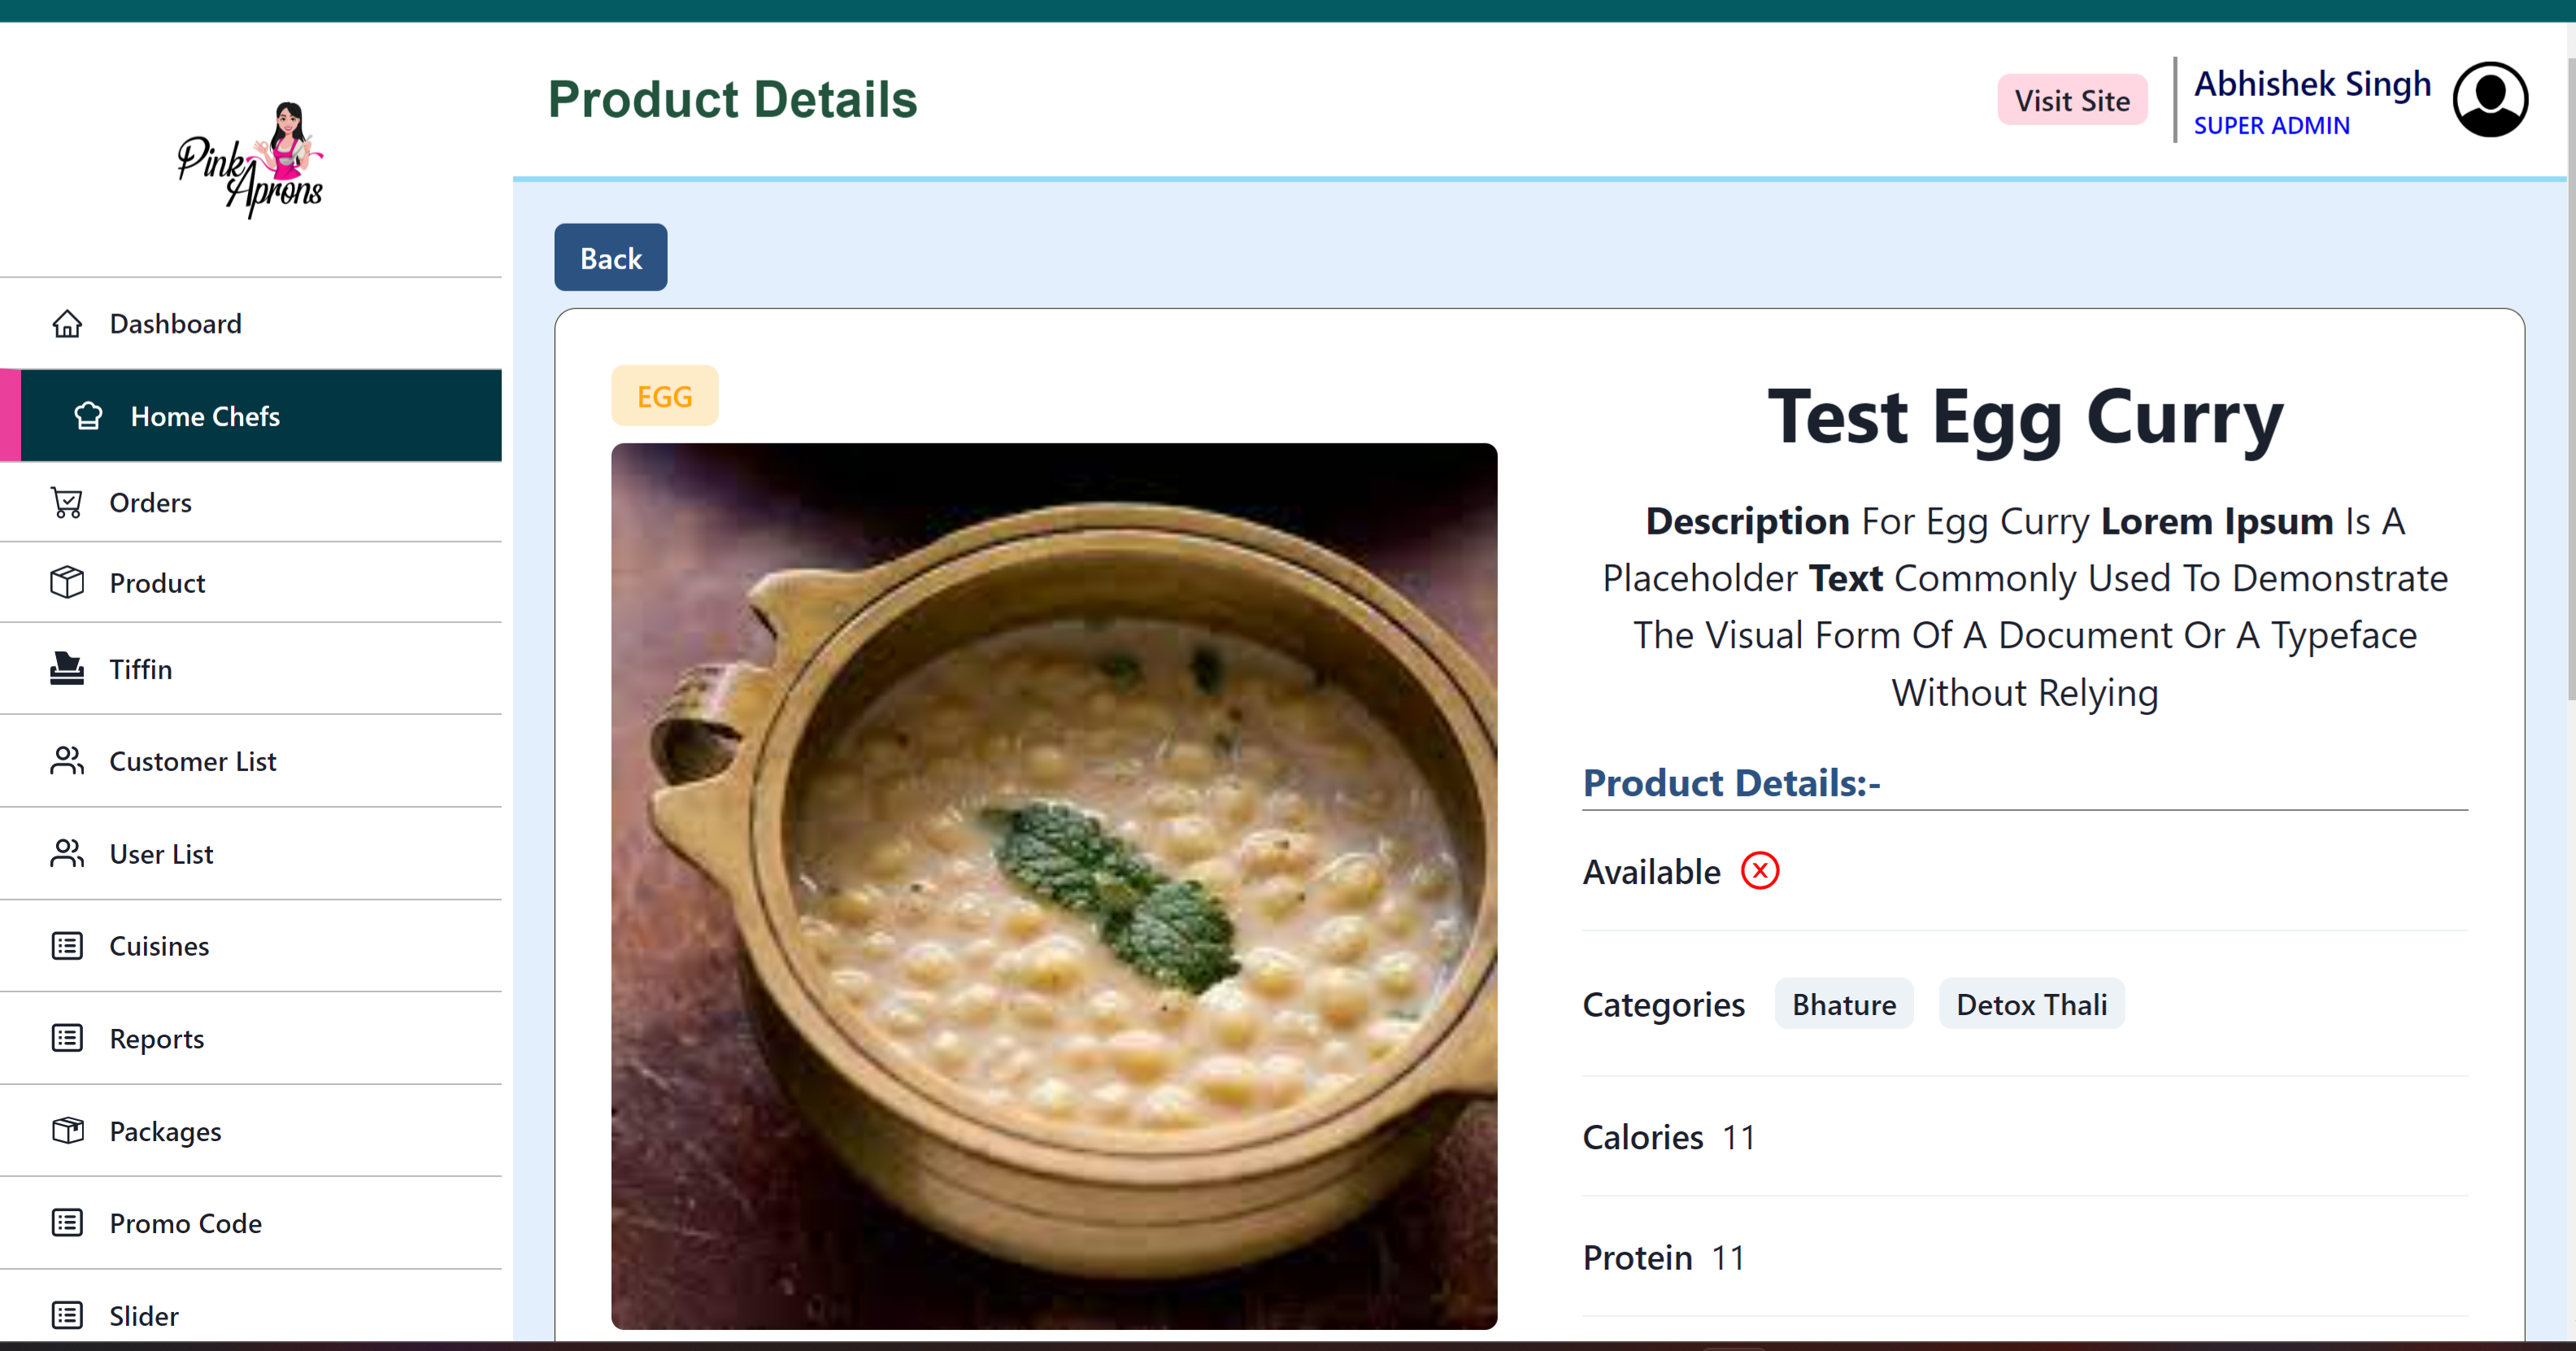 Pink
Aprons
Dashboard
Home Chefs
Orders
Product
Tiffin
Customer List
User List
Cuisines
Reports
Packages
Promo Code
Slider
Product Details
Visit Site
Abhishek Singh
SUPER ADMIN
Back
EGG
Test Egg Curry
Description For Egg Curry Lorem Ipsum Is A
Placeholder Text Commonly Used To Demonstrate
The Visual Form Of A Document Or A Typeface
Without Relying
Product Details:-
Available
Categories Bhature Detox Thali
Calories 11
Protein 11